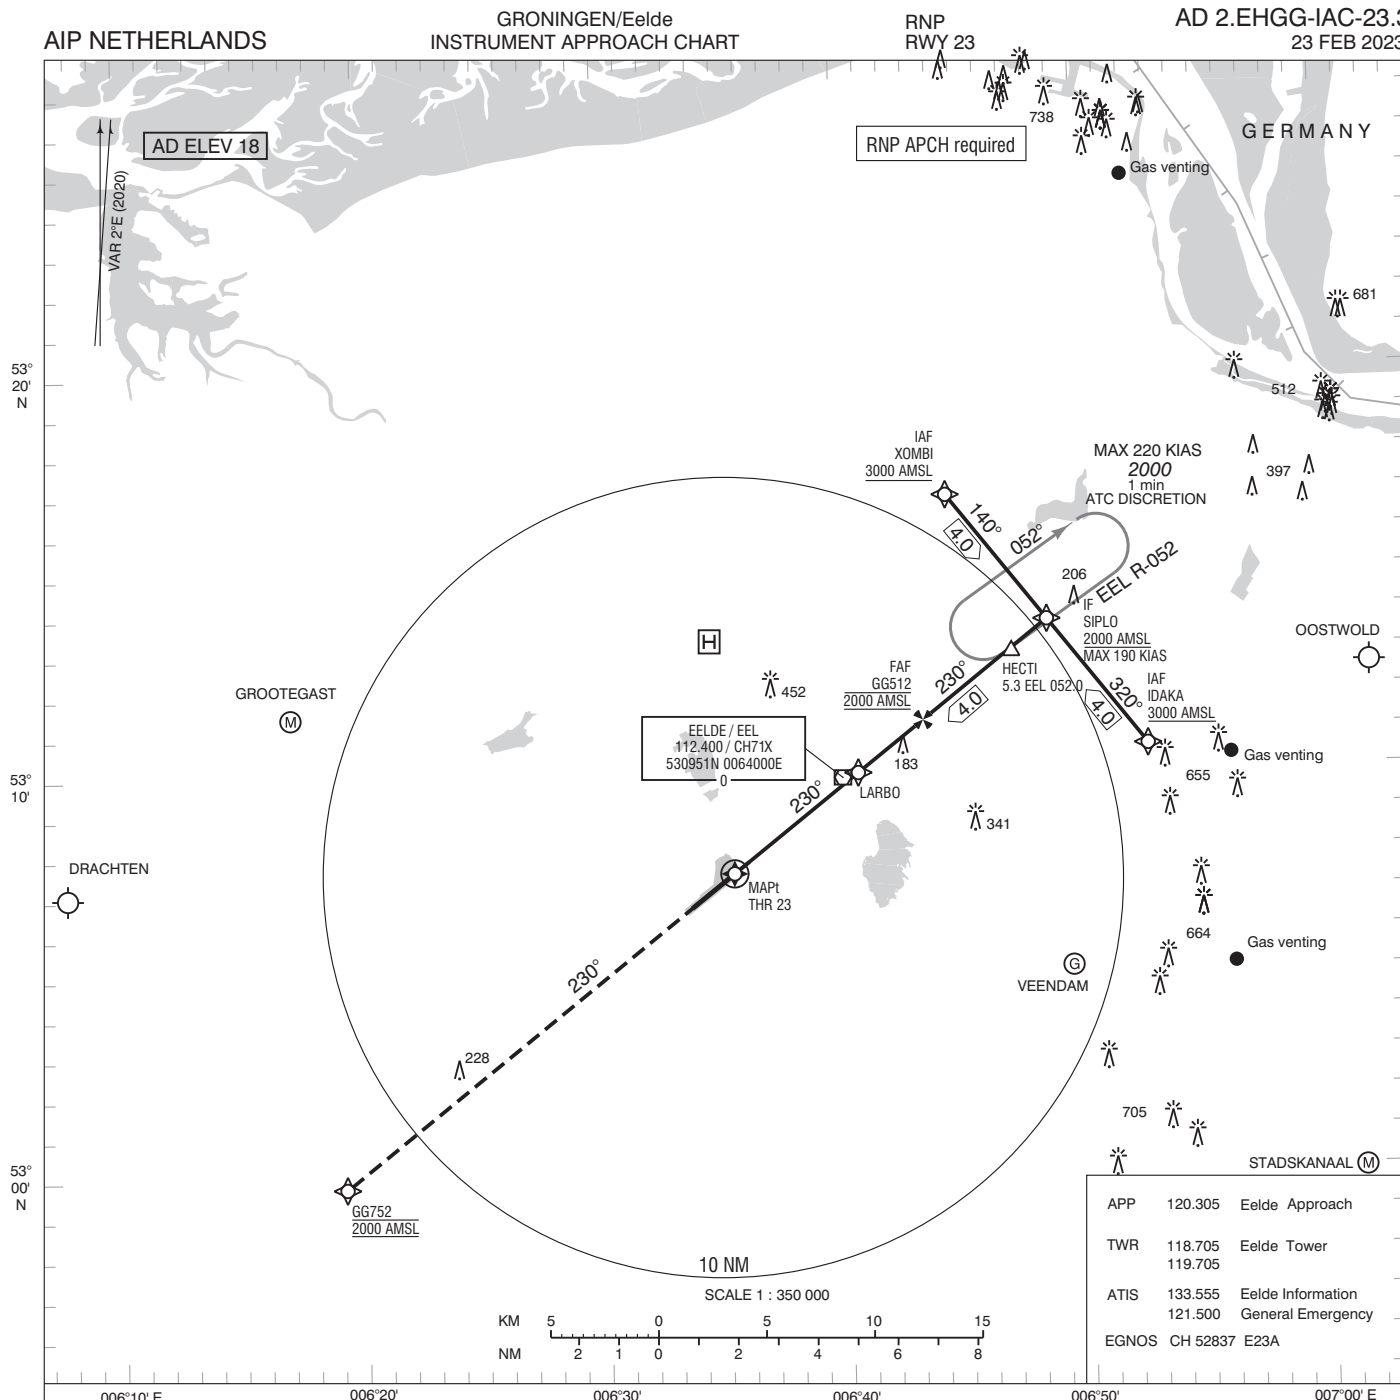 AIP NETHERLANDS
GRONINGEN/Eelde
INSTRUMENT APPROACH CHART
RNP
RWY 23
AD 2.EHGG-IAC-23.3
23 FEB 2023
AD ELEV 18
VAR 2°E (2020)
738
RNP APCH required
GERMANY
Gas venting
681
53°
20'
N
512
397
IAF
XOMBI
3000 AMSL
MAX 220 KIAS
2000
1 min
ATC DISCRETION
140°
4.0
052°
EEL R-052
206
IF
SIPLO
2000 AMSL
MAX 190 KIAS
OOSTWOLD
H
HECTI
5.3 EEL 052.0
FAF
GG512
2000 AMSL
230°
4.0
320°
4.0
IAF
IDAKA
3000 AMSL
452
GROOTEGAST
M
EELDE / EEL
112.400 / CH71X
530951N 0064000E
0
183
LARBO
Gas venting
655
53°
10'
230°
341
DRACHTEN
MAPt
THR 23
664
Gas venting
G
VEENDAM
230°
228
705
53°
00'
N
STADSKANAAL M
GG752
2000 AMSL
APP 120.305 Eelde Approach
TWR 118.705 Eelde Tower
119.705
ATIS 133.555 Eelde Information
121.500 General Emergency
EGNOS CH 52837 E23A
10 NM
SCALE 1 : 350 000
KM 5 0 5 10 15
NM 2 1 0 2 4 6 8
006°10' E 006°20' 006°30' 006°40' 006°50' 007°00' E